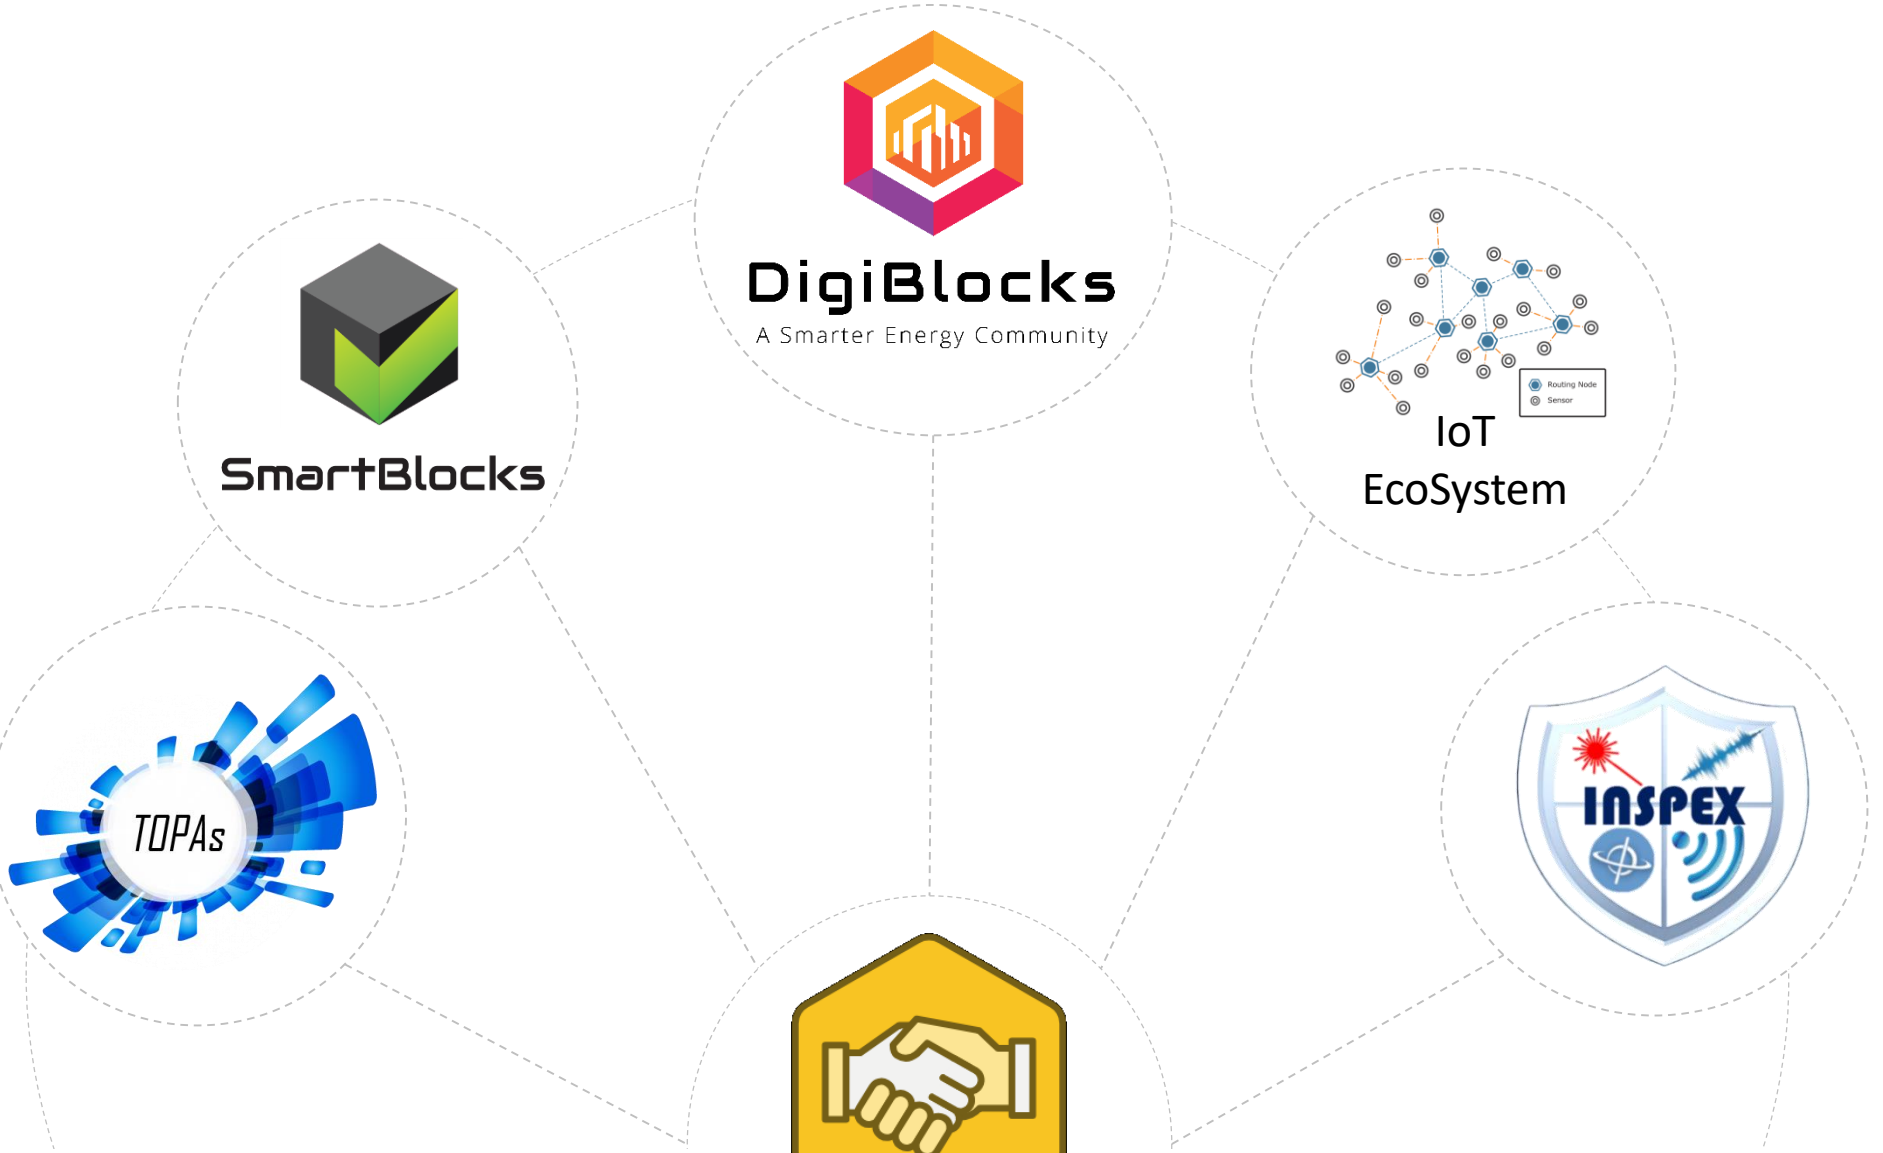 DigiBlocks
A Smarter Energy Community
SmartBlocks
Routing Node
Sensor
IoT
EcoSystem
TOPAs
INSPEX